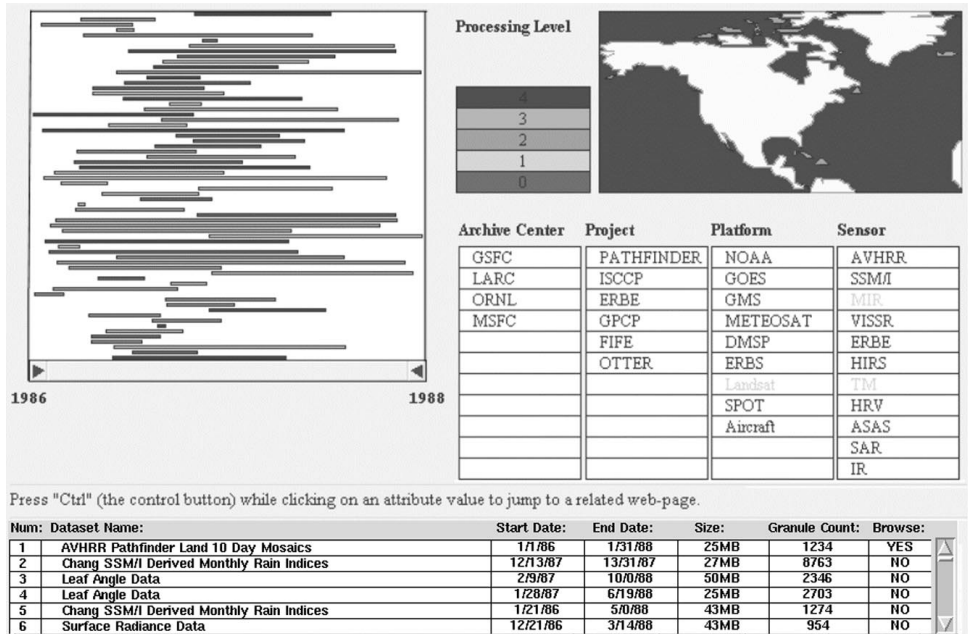 Processing Level
4
3
2
1
0
1986 1988
Archive Center Project Platform Sensor
GSFC PATHFINDER NOAA AVHRR
LARC ISCCP GOES SSM/I
ORNL ERBE GMS MIR
MSFC GPCP METEOSAT VISSR
FIFE DMSP ERBE
OTTER ERBS HIRS
Landsat TM
SPOT HRV
Aircraft ASAS
SAR
IR
Press "Ctrl" (the control button) while clicking on an attribute value to jump to a related web-page.
Num: Dataset Name: Start Date: End Date: Size: Granule Count: Browse:
1 AVHRR Pathfinder Land 10 Day Mosaics 1/1/86 1/31/88 25MB 1234 YES
2 Chang SSM/I Derived Monthly Rain Indices 12/13/87 13/31/87 27MB 8763 NO
3 Leaf Angle Data 2/9/87 10/0/88 50MB 2346 NO
4 Leaf Angle Data 1/28/87 6/19/88 25MB 2703 NO
5 Chang SSM/I Derived Monthly Rain Indices 1/21/86 5/0/88 43MB 1274 NO
6 Surface Radiance Data 12/21/86 3/14/88 43MB 954 NO